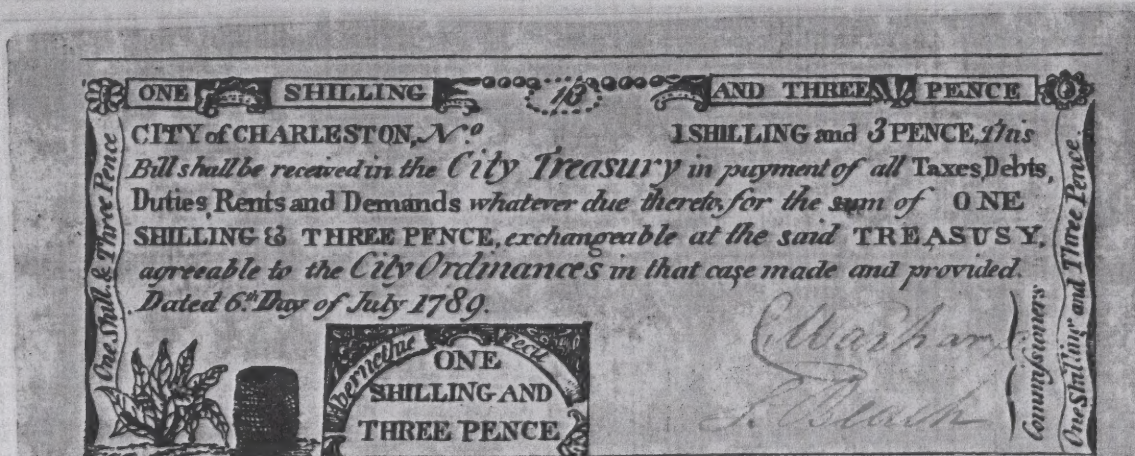 ONE SHILLING 1/3 AND THREE PENCE
CITY of CHARLESTON, No. 1 SHILLING and 3 PENCE, This
Bill shall be received in the City Treasury in payment of all Taxes, Debts,
Duties, Rents and Demands whatever due thereto, for the sum of ONE
SHILLING & THREE PENCE, exchangeable at the said TREASUSY,
agreeable to the City Ordinances in that case made and provided.
Dated 6.th Day of July 1789.
One Shill. & Three Pence
ONE
SHILLING AND
THREE PENCE
Commissioners
One Shilling and Three Pence.